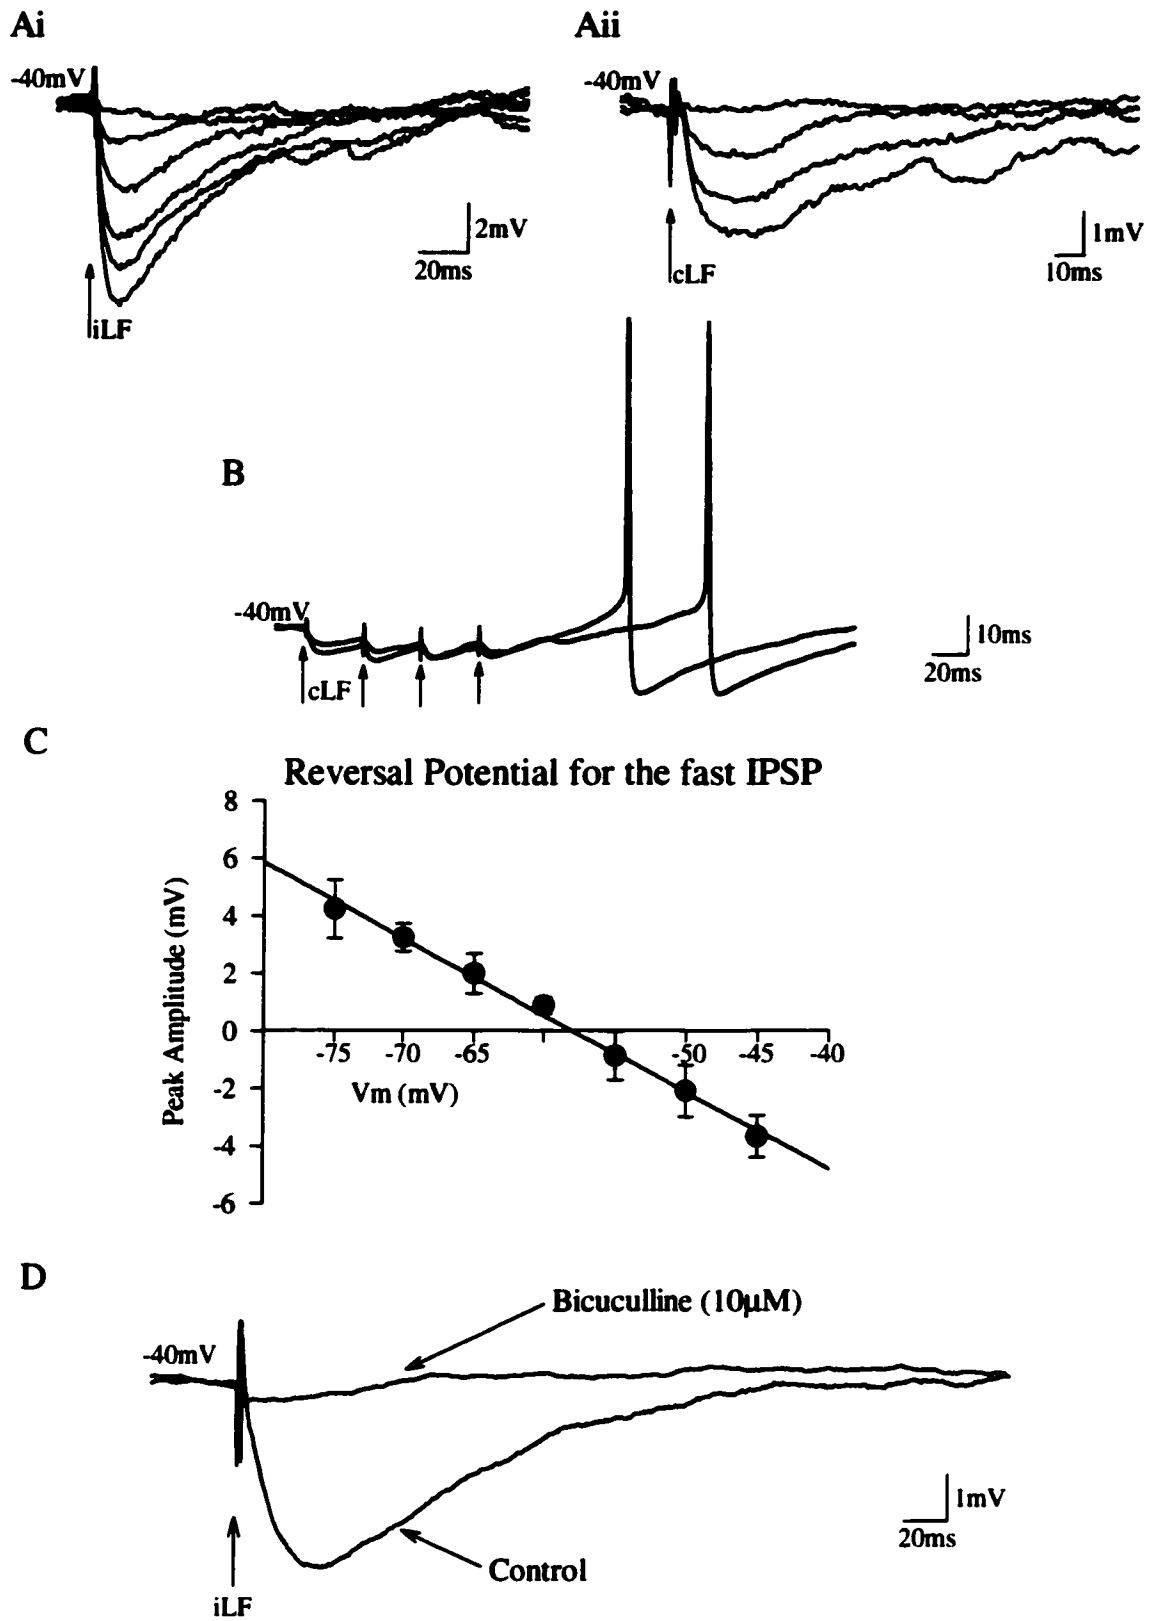 Ai
Aii
-40mV
-40mV
2mV
20ms
iLF
1mV
10ms
cLF
B
-40mV
10ms
20ms
cLF
C
Reversal Potential for the fast IPSP
8
6
4
2
0
-2
-4
-6
Peak Amplitude (mV)
-75 -70 -65 -50 -45 -40
Vm (mV)
D
Bicuculline (10µM)
-40mV
1mV
20ms
Control
iLF